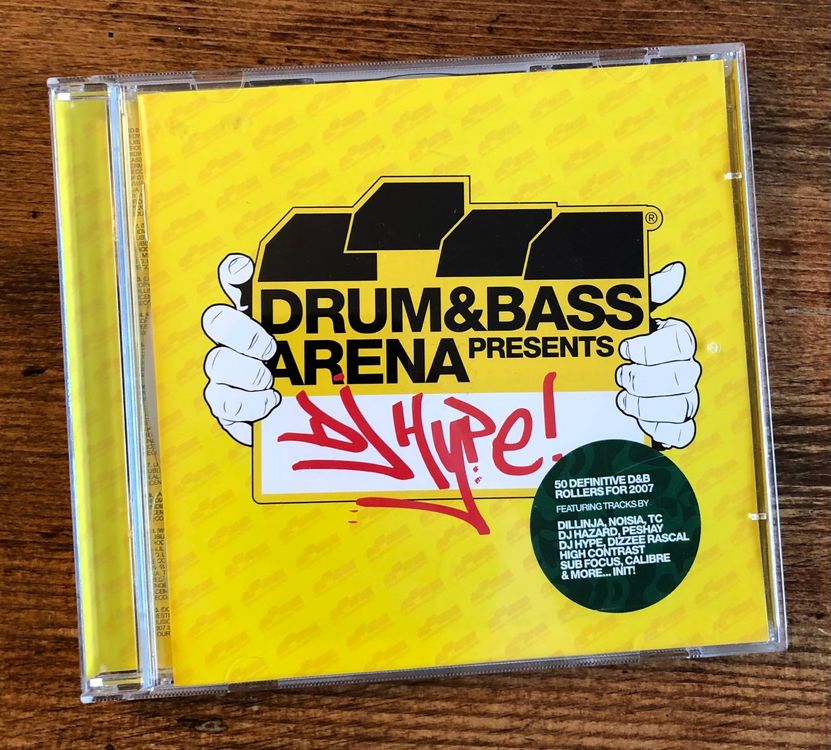 ®
DRUM&BASS
ARENA PRESENTS
DJ HYPE!
50 DEFINITIVE D&B
ROLLERS FOR 2007
FEATURING TRACKS BY
DILLINJA, NOISIA, TC
DJ HAZARD, PESHAY
DJ HYPE, DIZZEE RASCAL
HIGH CONTRAST
SUB FOCUS, CALIBRE
& MORE... INIT!